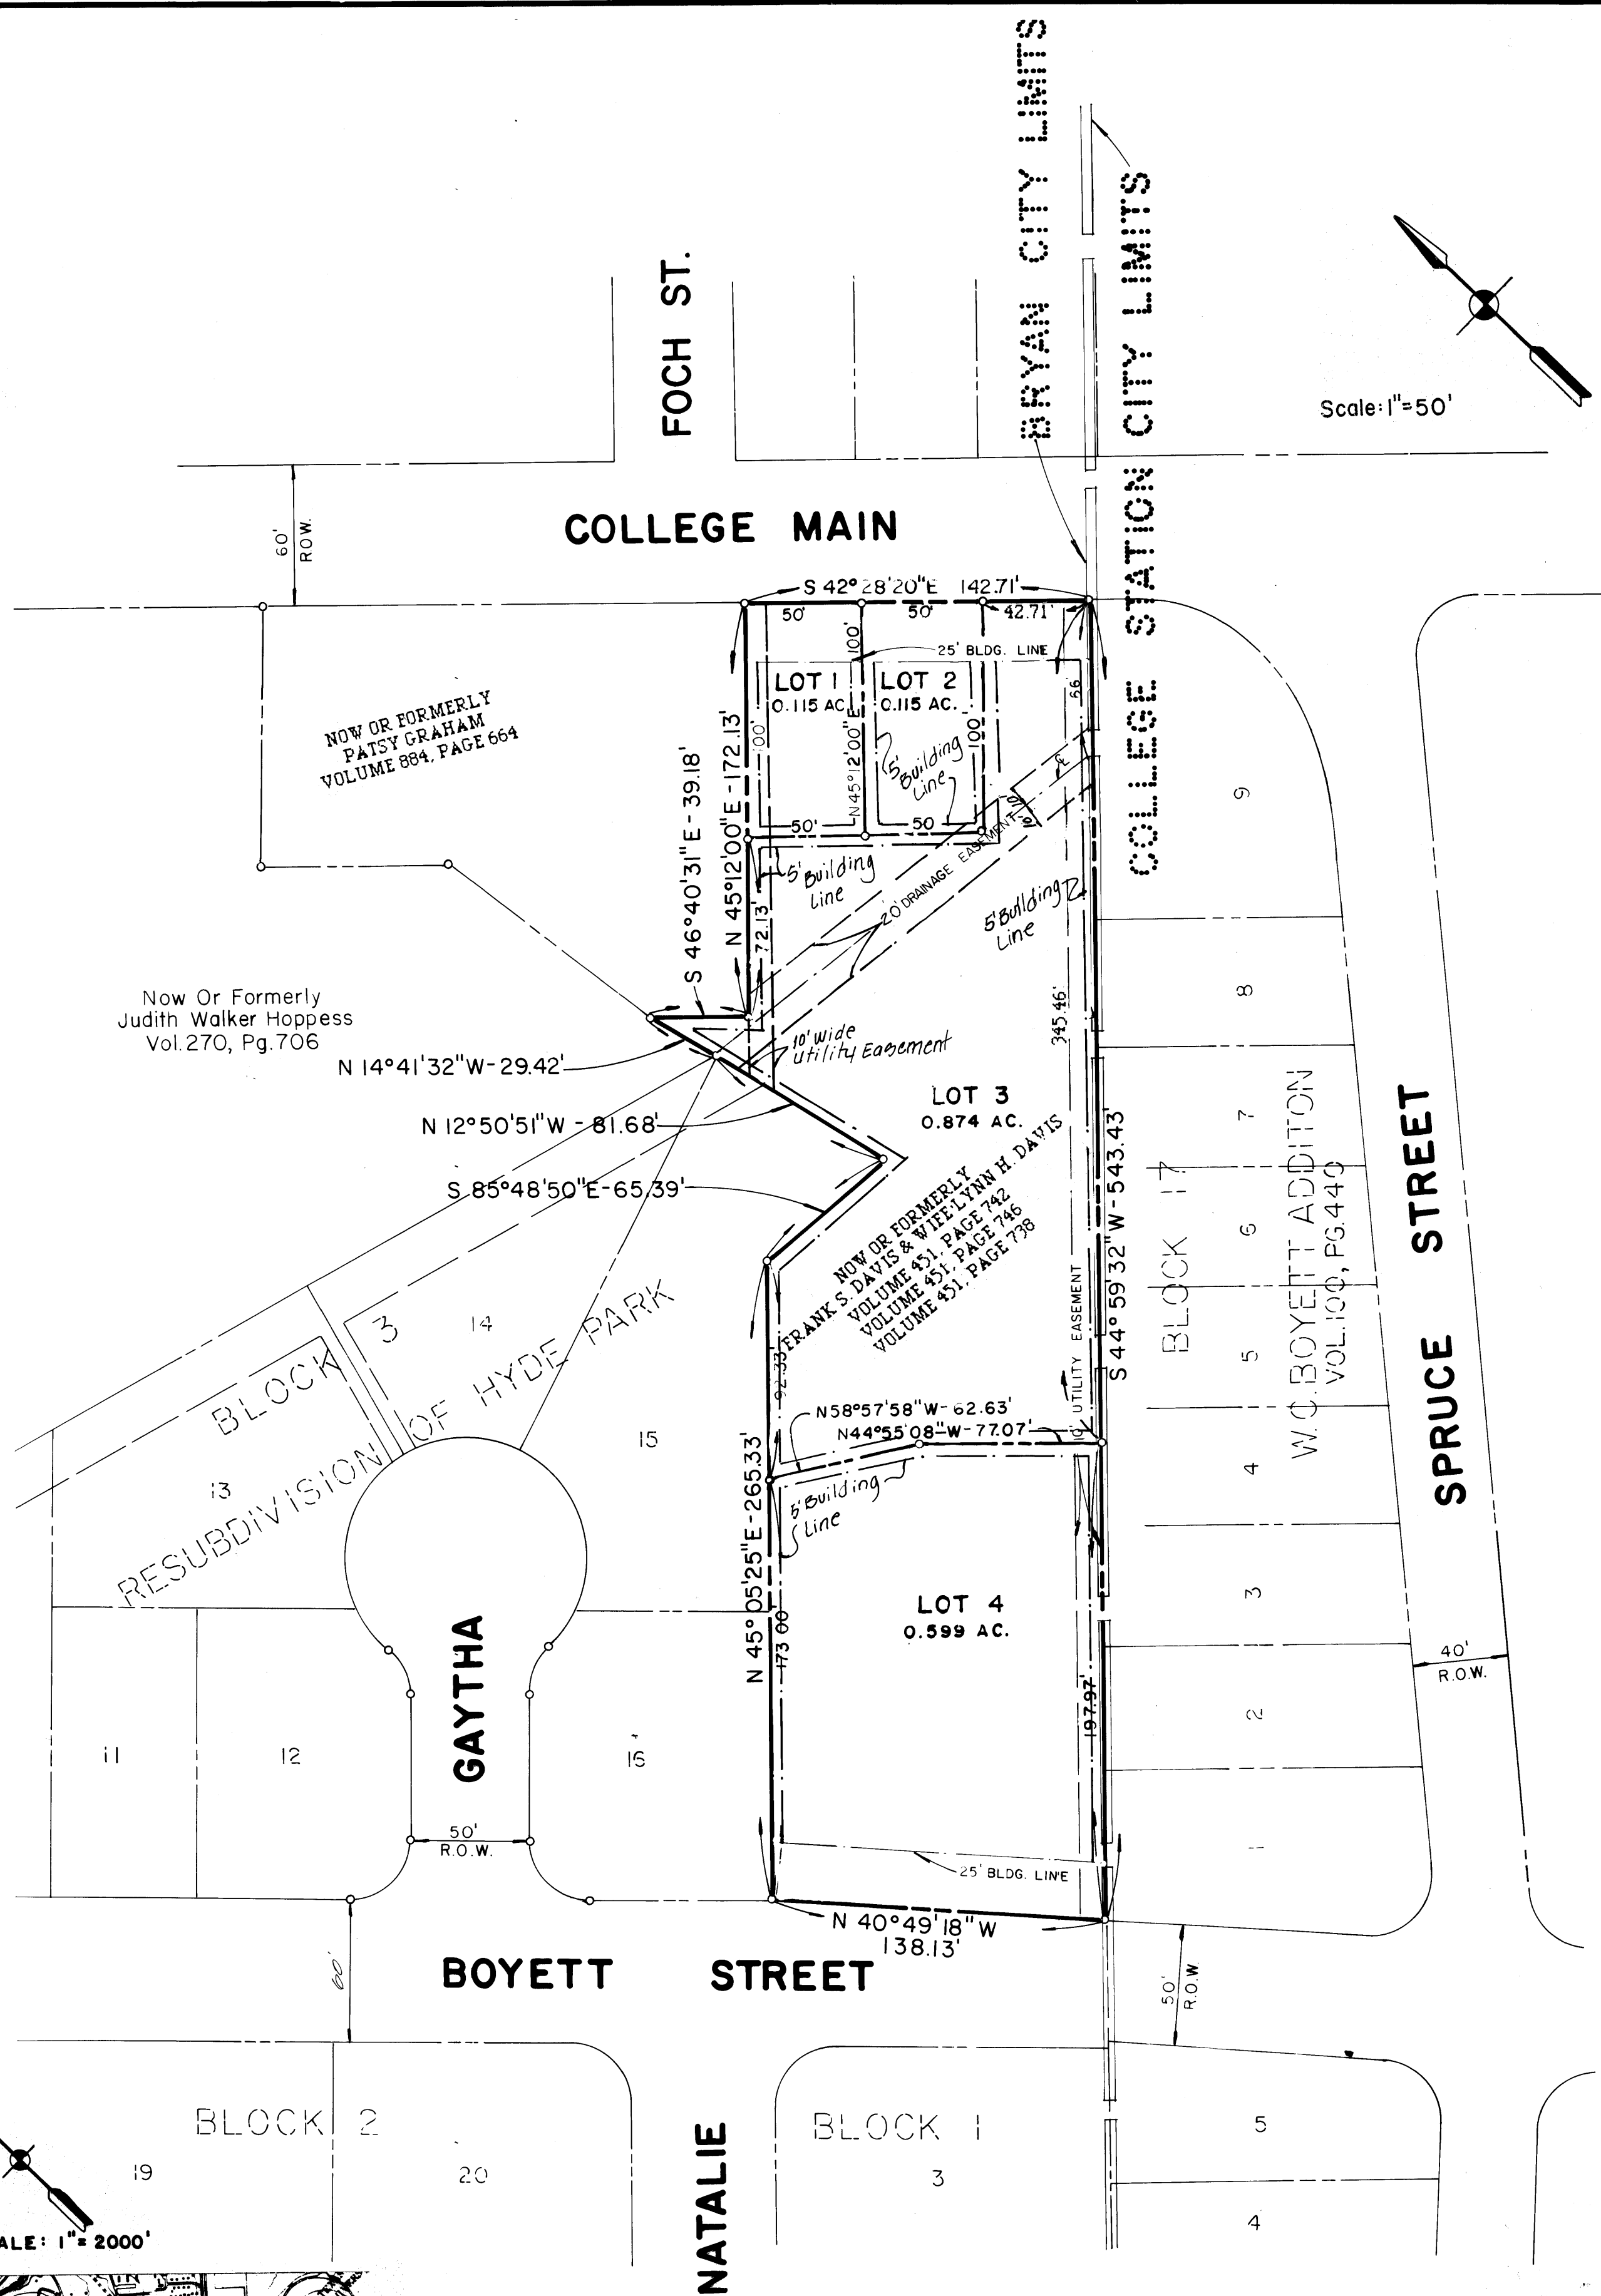 BRYAN CITY LIMITS
COLLEGE STATION CITY LIMITS
FOCH ST.
Scale: 1"=50'
60'
R.O.W.
COLLEGE MAIN
S 42° 28'20"E 142.71'
50'
50'
42.71'
100'
25' BLDG. LINE
LOT 1
0.115 AC.
LOT 2
0.115 AC.
66'
NOW OR FORMERLY
PATSY GRAHAM
VOLUME 884, PAGE 664
100'
N45°12'00"E
5'
Building
Line
100'
S 46°40'31"E-39.18'
N 45°12'00"E-172.13'
50'
50
10'
10'
℄
5' Building
Line
20' DRAINAGE EASEMENT
72.13'
5' Building
Line
345.46'
Now Or Formerly
Judith Walker Hoppess
Vol.270, Pg.706
10' Wide
Utility Easement
N 14°41'32"W-29.42'
N 12°50'51"W-81.68'
S 85°48'50"E-65.39'
LOT 3
0.874 AC.
NOW OR FORMERLY
FRANK S. DAVIS & WIFE LYNN H. DAVIS
VOLUME 451, PAGE 742
VOLUME 451, PAGE 746
VOLUME 451, PAGE 738
10' UTILITY EASEMENT
S 44°59'32"W-543.43'
9
8
7
6
5
4
3
2
1
BLOCK 17
W.C. BOYETT ADDITON
VOL.100, PG.440
SPRUCE STREET
40'
R.O.W.
BLOCK 3
RESUBDIVISION OF HYDE PARK
14
15
13
92.33'
N58°57'58"W-62.63'
N44°55'08"W-77.07'
5' Building
Line
N 45°05'25"E-265.33'
173.00
LOT 4
0.599 AC.
197.97'
GAYTHA
11
12
16
50'
R.O.W.
25' BLDG. LINE
N 40°49'18"W
138.13'
60'
BOYETT STREET
50'
R.O.W.
BLOCK 2
19
20
NATALIE
BLOCK 1
3
5
4
ALE: 1"= 2000'